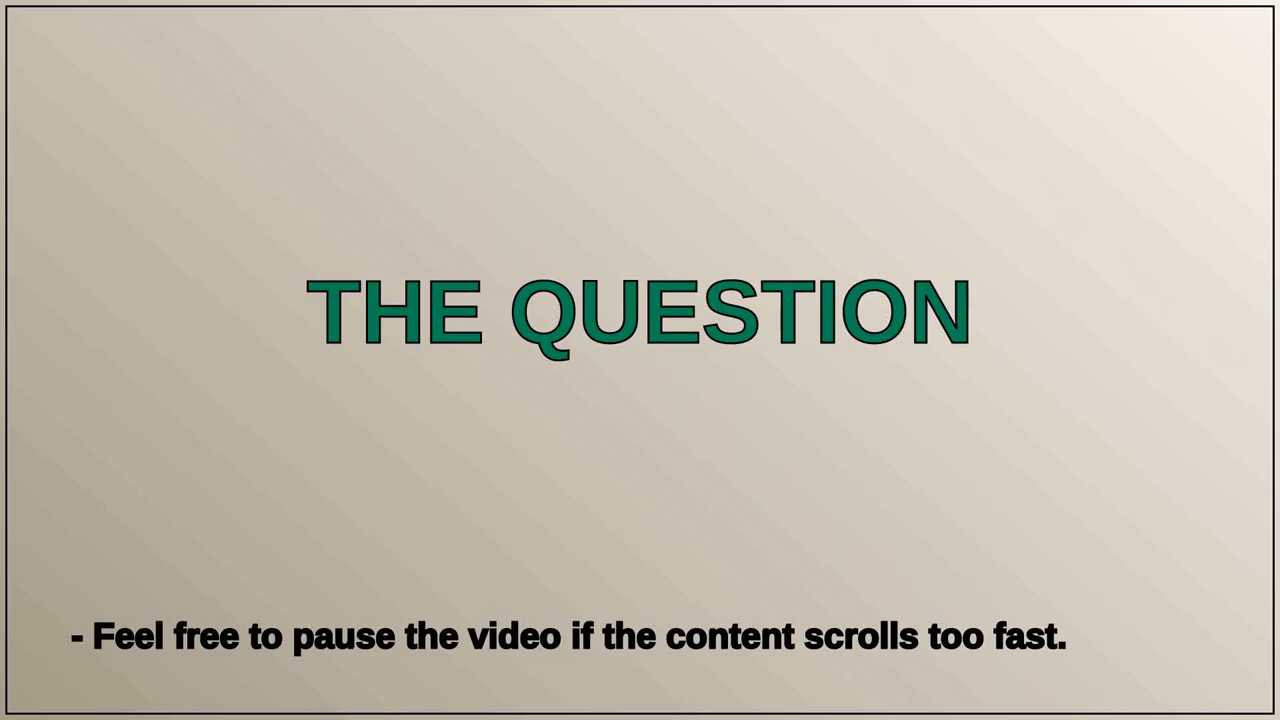 THE QUESTION
- Feel free to pause the video if the content scrolls too fast.